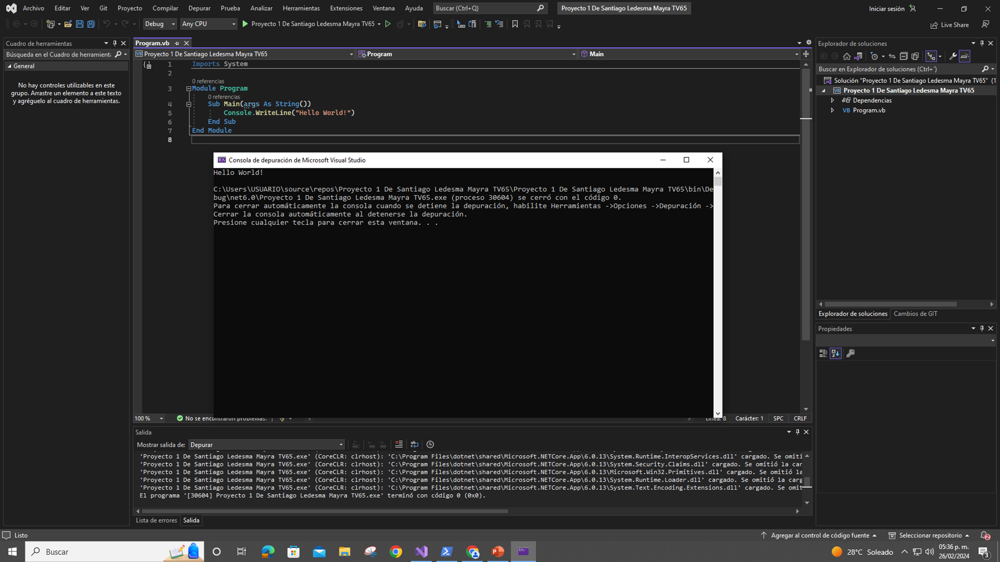 Archivo Editar Ver Git Proyecto Compilar Depurar Prueba Analizar Herramientas Extensiones Ventana Ayuda Buscar (Ctrl+Q) Proyecto 1 De Santiago Ledesma Mayra TV65 Iniciar sesión
Debug Any CPU Proyecto 1 De Santiago Ledesma Mayra TV65 Live Share
Cuadro de herramientas
Búsqueda en el Cuadro de herramient
General
No hay controles utilizables en este
grupo. Arrastre un elemento a este texto
y agréguelo al cuadro de herramientas.
Program.vb
Proyecto 1 De Santiago Ledesma Mayra TV65 Program Main
1 Imports System
2
0 referencias
3 Module Program
0 referencias
4 Sub Main(args As String())
5 Console.WriteLine("Hello World!")
6 End Sub
7 End Module
8
Consola de depuración de Microsoft Visual Studio
Hello World!
C:\Users\USUARIO\source\repos\Proyecto 1 De Santiago Ledesma Mayra TV65\Proyecto 1 De Santiago Ledesma Mayra TV65\bin\De
bug\net6.0\Proyecto 1 De Santiago Ledesma Mayra TV65.exe (proceso 30604) se cerró con el código 0.
Para cerrar automáticamente la consola cuando se detiene la depuración, habilite Herramientas ->Opciones ->Depuración ->
Cerrar la consola automáticamente al detenerse la depuración.
Presione cualquier tecla para cerrar esta ventana. . .
100 % No se encontraron problemas. Línea: 8 Carácter: 1 SPC CRLF
Salida
Mostrar salida de: Depurar
'Proyecto 1 De Santiago Ledesma Mayra TV65.exe' (CoreCLR: clrhost): 'C:\Program Files\dotnet\shared\Microsoft.NETCore.App\6.0.13\System.Runtime.InteropServices.dll' cargado. Se omiti
'Proyecto 1 De Santiago Ledesma Mayra TV65.exe' (CoreCLR: clrhost): 'C:\Program Files\dotnet\shared\Microsoft.NETCore.App\6.0.13\System.Security.Claims.dll' cargado. Se omitió la car
'Proyecto 1 De Santiago Ledesma Mayra TV65.exe' (CoreCLR: clrhost): 'C:\Program Files\dotnet\shared\Microsoft.NETCore.App\6.0.13\Microsoft.Win32.Primitives.dll' cargado. Se omitió la
'Proyecto 1 De Santiago Ledesma Mayra TV65.exe' (CoreCLR: clrhost): 'C:\Program Files\dotnet\shared\Microsoft.NETCore.App\6.0.13\System.Runtime.Loader.dll' cargado. Se omitió la carg
'Proyecto 1 De Santiago Ledesma Mayra TV65.exe' (CoreCLR: clrhost): 'C:\Program Files\dotnet\shared\Microsoft.NETCore.App\6.0.13\System.Text.Encoding.Extensions.dll' cargado. Se omit
El programa '[30604] Proyecto 1 De Santiago Ledesma Mayra TV65.exe' terminó con código 0 (0x0).
Lista de errores Salida
Explorador de soluciones
Buscar en Explorador de soluciones (Ctrl+´)
Solución "Proyecto 1 De Santiago Ledesma Mayra TV65" (1
Proyecto 1 De Santiago Ledesma Mayra TV65
Dependencias
VB Program.vb
Explorador de soluciones Cambios de GIT
Propiedades
Listo Agregar al control de código fuente Seleccionar repositorio 2
Buscar 28°C Soleado 05:36 p. m.
26/02/2024 3